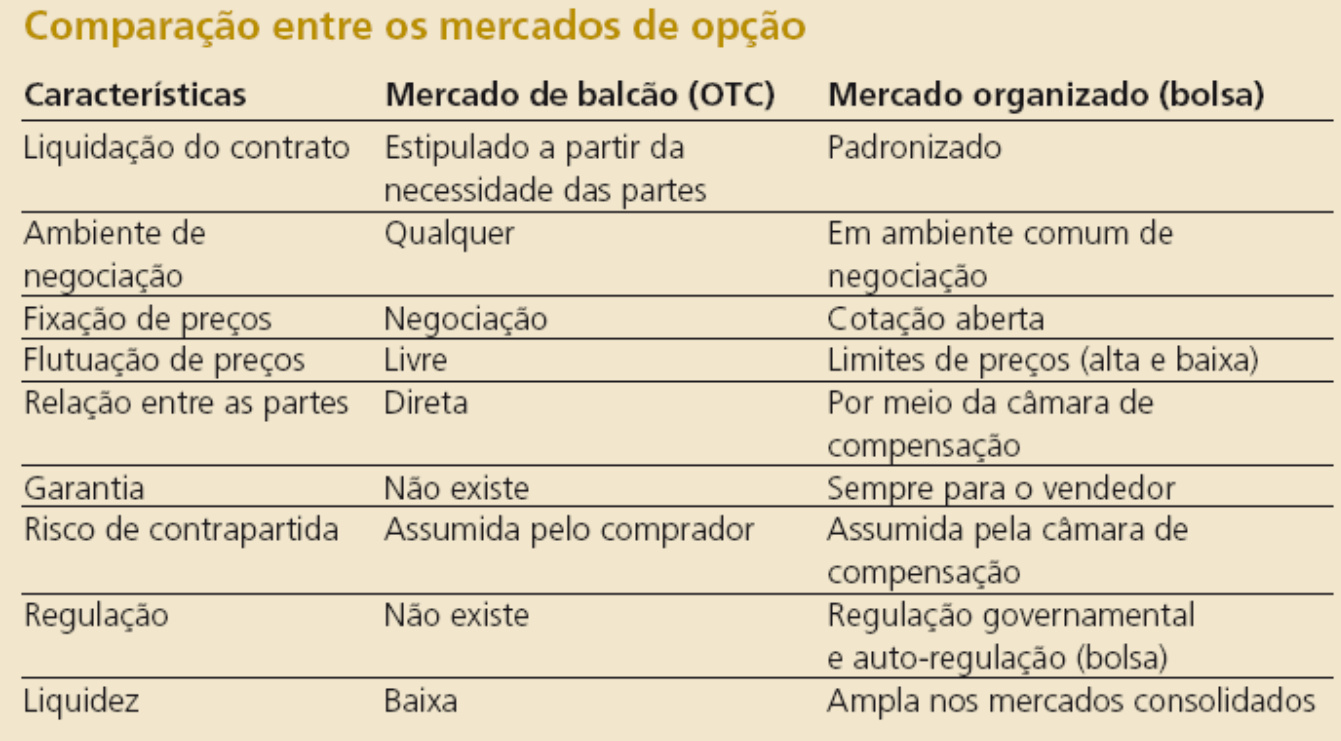 Comparação entre os mercados de opção
Características Mercado de balcão (OTC) Mercado organizado (bolsa)
Liquidação do contrato Estipulado a partir da Padronizado
necessidade das partes
Ambiente de Qualquer Em ambiente comum de
negociação negociação
Fixação de preços Negociação Cotação aberta
Flutuação de preços Livre Limites de preços (alta e baixa)
Relação entre as partes Direta Por meio da câmara de
compensação
Garantia Não existe Sempre para o vendedor
Risco de contrapartida Assumida pelo comprador Assumida pela câmara de
compensação
Regulação Não existe Regulação governamental
e auto-regulação (bolsa)
Liquidez Baixa Ampla nos mercados consolidados